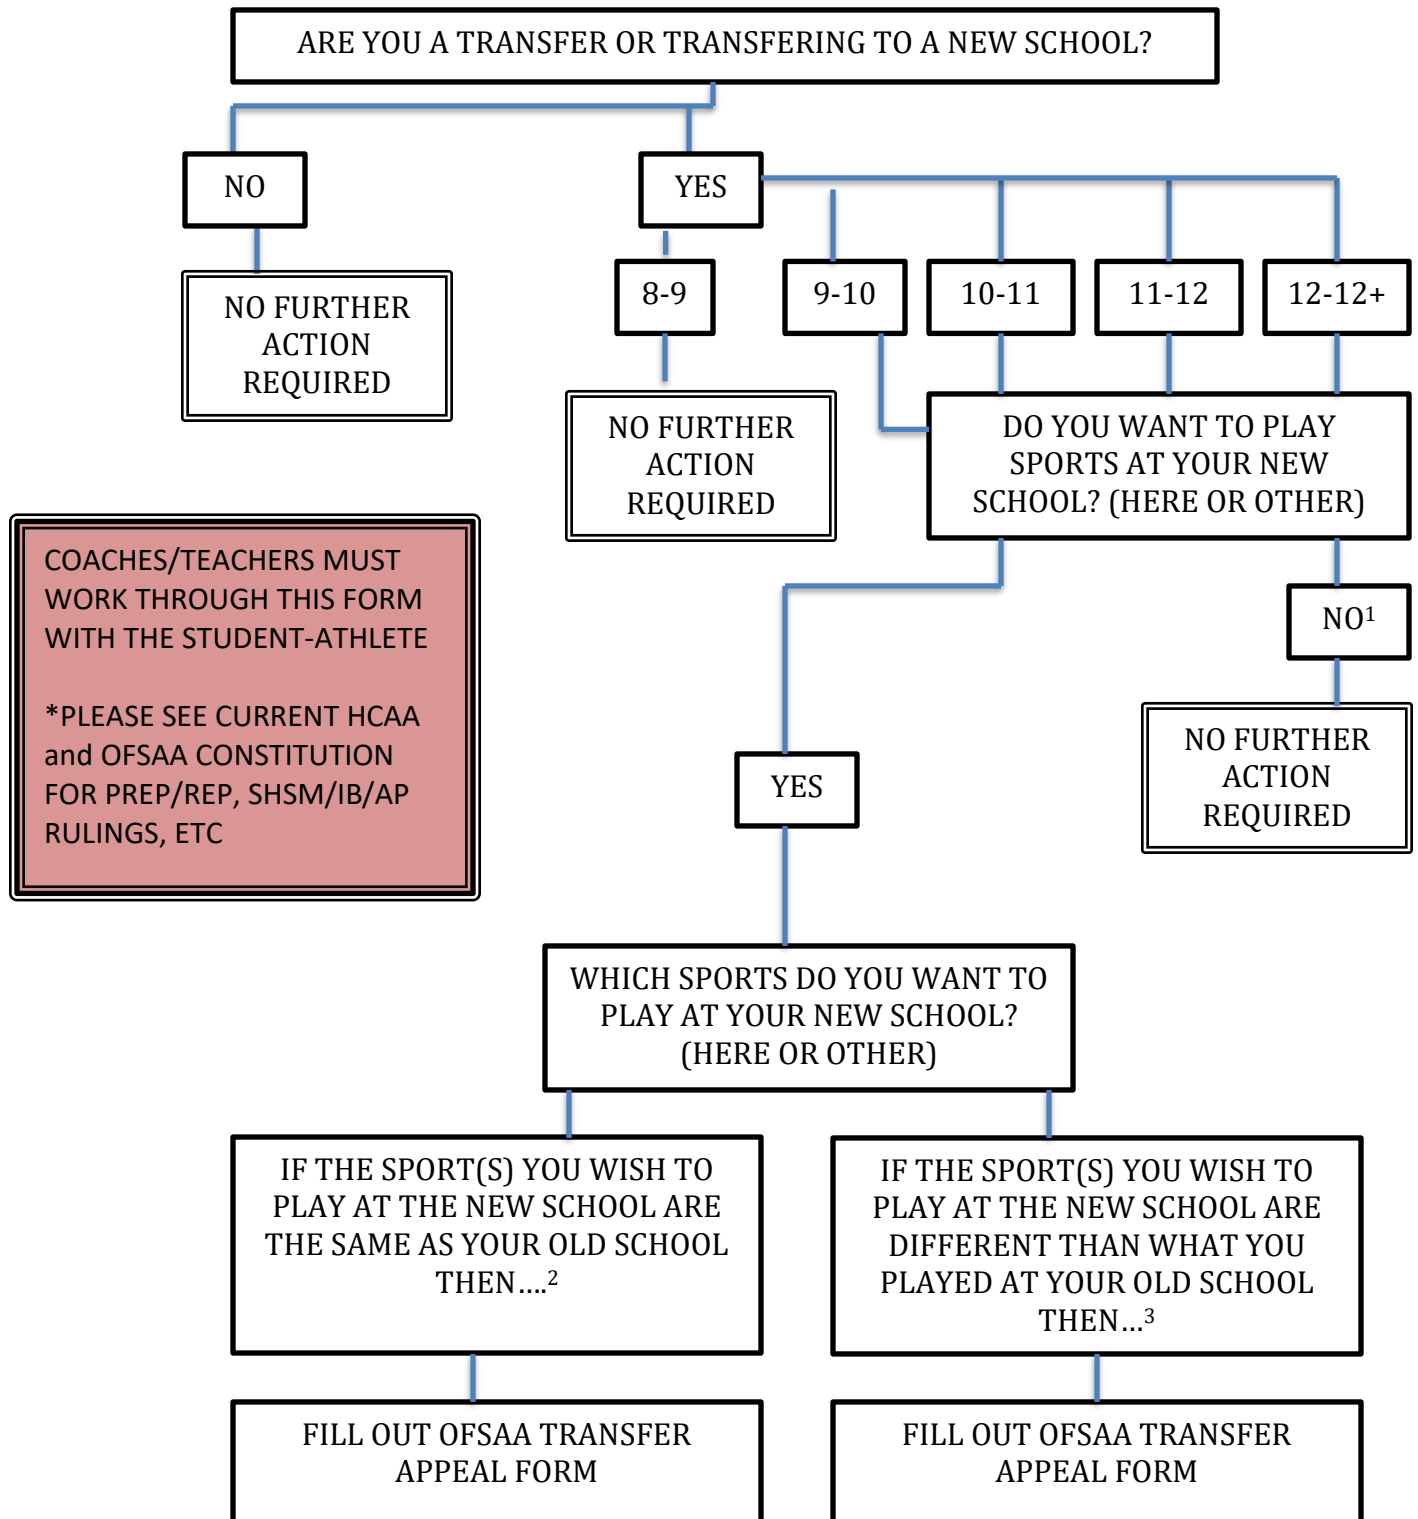 ARE YOU A TRANSFER OR TRANSFERING TO A NEW SCHOOL?
NO
YES
NO FURTHER
ACTION
REQUIRED
8-9
9-10
10-11
11-12
12-12+
NO FURTHER
ACTION
REQUIRED
DO YOU WANT TO PLAY
SPORTS AT YOUR NEW
SCHOOL? (HERE OR OTHER)
COACHES/TEACHERS MUST
WORK THROUGH THIS FORM
WITH THE STUDENT-ATHLETE
*PLEASE SEE CURRENT HCAA
and OFSAA CONSTITUTION
FOR PREP/REP, SHSM/IB/AP
RULINGS, ETC
NO¹
NO FURTHER
ACTION
REQUIRED
YES
WHICH SPORTS DO YOU WANT TO
PLAY AT YOUR NEW SCHOOL?
(HERE OR OTHER)
IF THE SPORT(S) YOU WISH TO
PLAY AT THE NEW SCHOOL ARE
THE SAME AS YOUR OLD SCHOOL
THEN….²
IF THE SPORT(S) YOU WISH TO
PLAY AT THE NEW SCHOOL ARE
DIFFERENT THAN WHAT YOU
PLAYED AT YOUR OLD SCHOOL
THEN…³
FILL OUT OFSAA TRANSFER
APPEAL FORM
FILL OUT OFSAA TRANSFER
APPEAL FORM